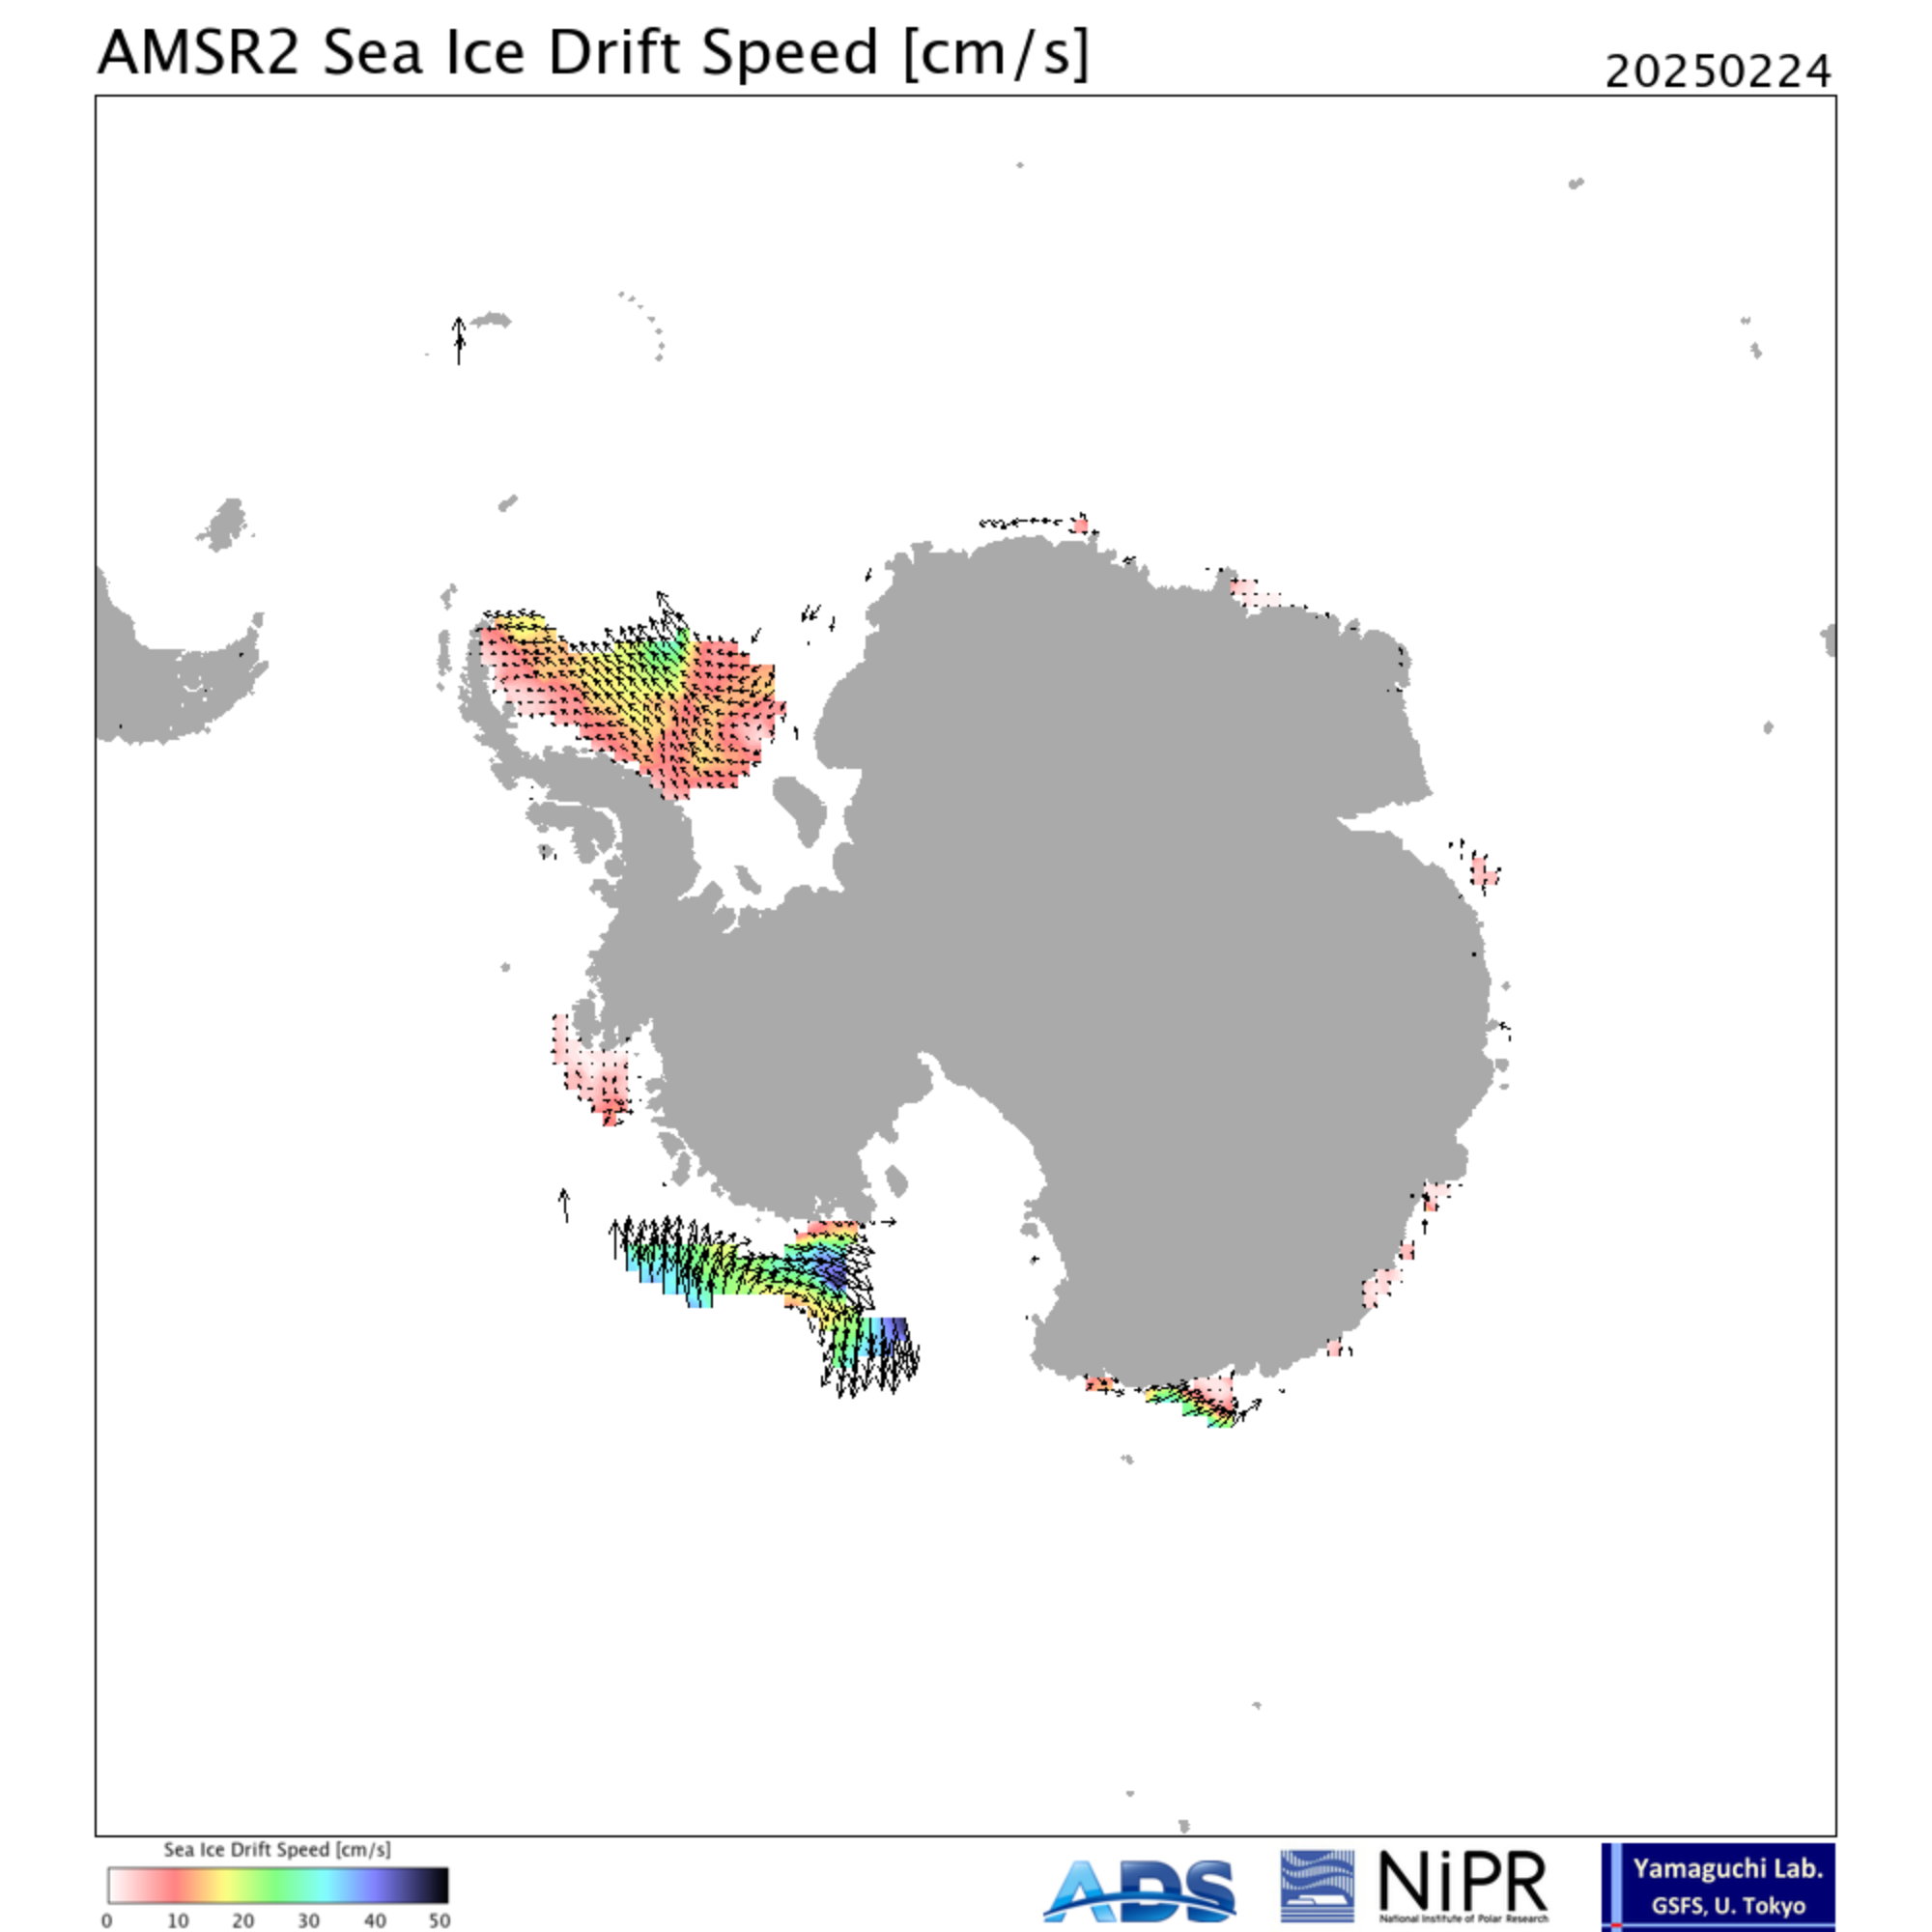 AMSR2 Sea Ice Drift Speed [cm/s]
20250224
Sea Ice Drift Speed [cm/s]
0 10 20 30 40 50
ADS
NiPR
National Institute of Polar Research
Yamaguchi Lab.
GSFS, U. Tokyo